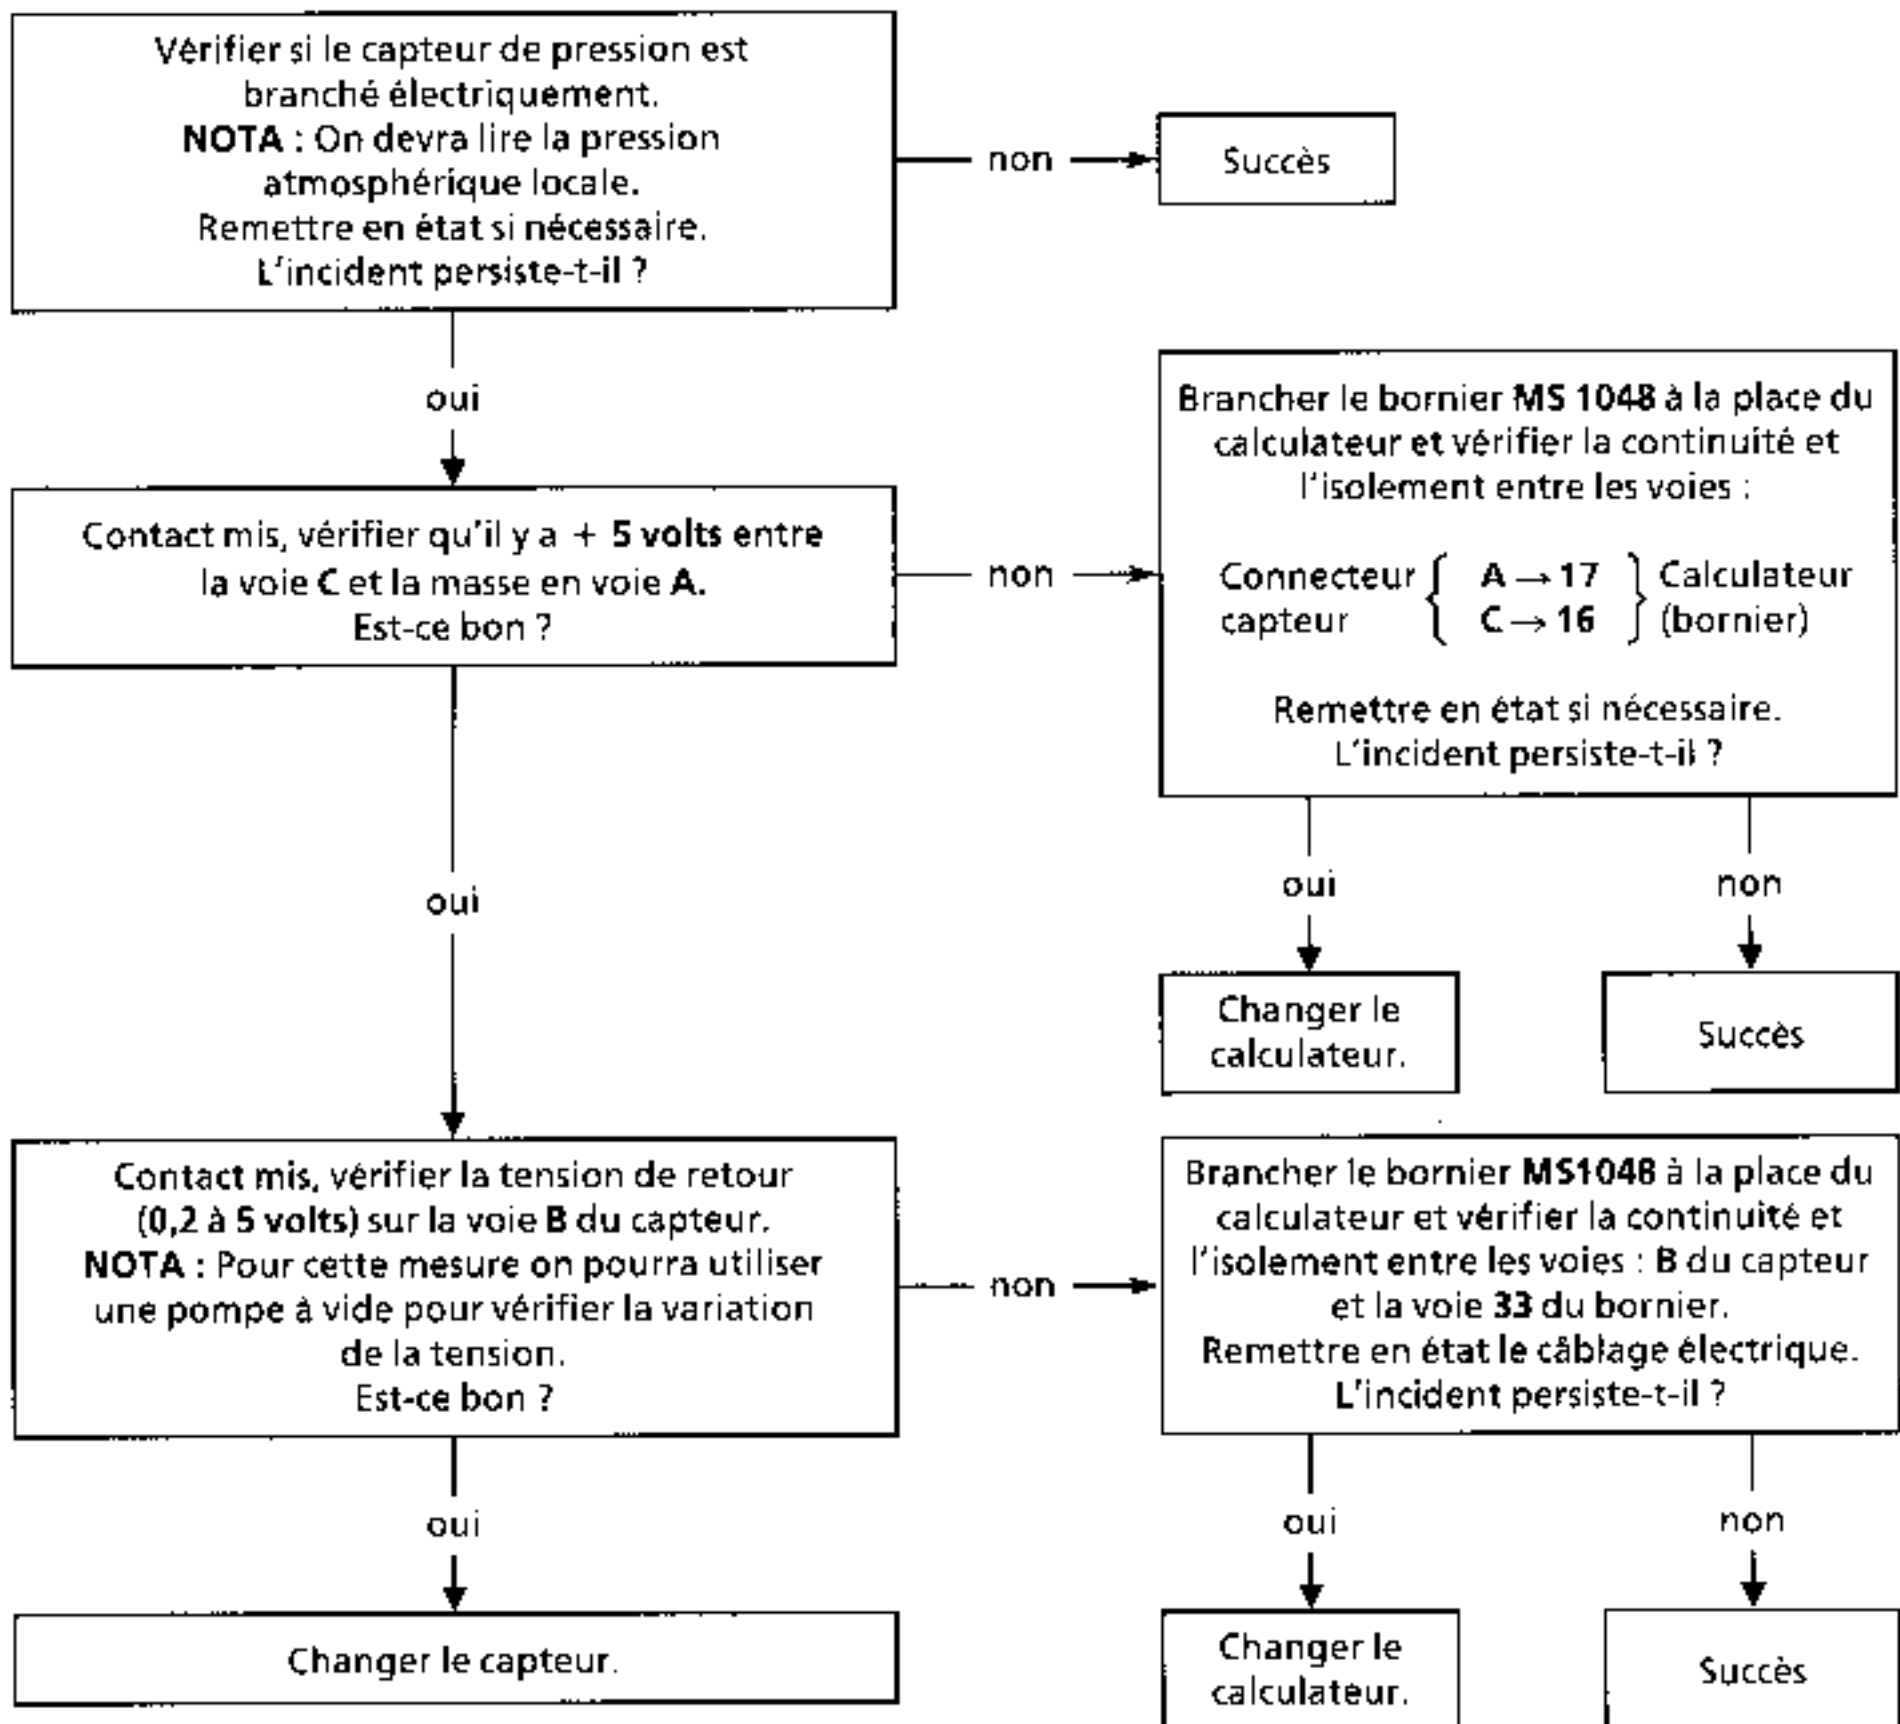 Vérifier si le capteur de pression est
branché électriquement.
NOTA : On devra lire la pression
atmosphérique locale.
Remettre en état si nécessaire.
L'incident persiste-t-il ?
non
Succès
oui
Contact mis, vérifier qu'il y a + 5 volts entre
la voie C et la masse en voie A.
Est-ce bon ?
non
Brancher le bornier MS 1048 à la place du
calculateur et vérifier la continuité et
l'isolement entre les voies :
Connecteur { A → 17 } Calculateur
capteur { C → 16 } (bornier)
Remettre en état si nécessaire.
L'incident persiste-t-il ?
oui
oui
non
Changer le
calculateur.
Succès
Contact mis, vérifier la tension de retour
(0,2 à 5 volts) sur la voie B du capteur.
NOTA : Pour cette mesure on pourra utiliser
une pompe à vide pour vérifier la variation
de la tension.
Est-ce bon ?
non
Brancher le bornier MS1048 à la place du
calculateur et vérifier la continuité et
l'isolement entre les voies : B du capteur
et la voie 33 du bornier.
Remettre en état le câblage électrique.
L'incident persiste-t-il ?
oui
oui
non
Changer le capteur.
Changer le
calculateur.
Succès